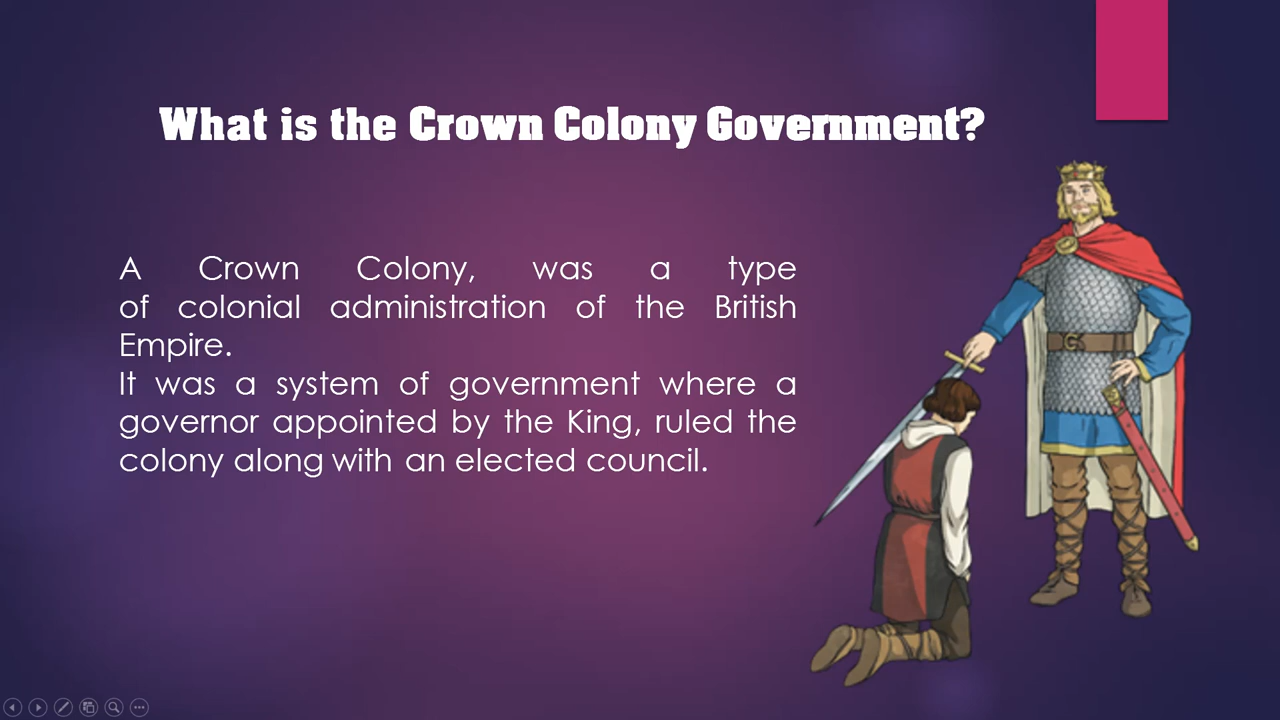 What is the Crown Colony Government?
A Crown Colony, was a type
of colonial administration of the British
Empire.
It was a system of government where a
governor appointed by the King, ruled the
colony along with an elected council.